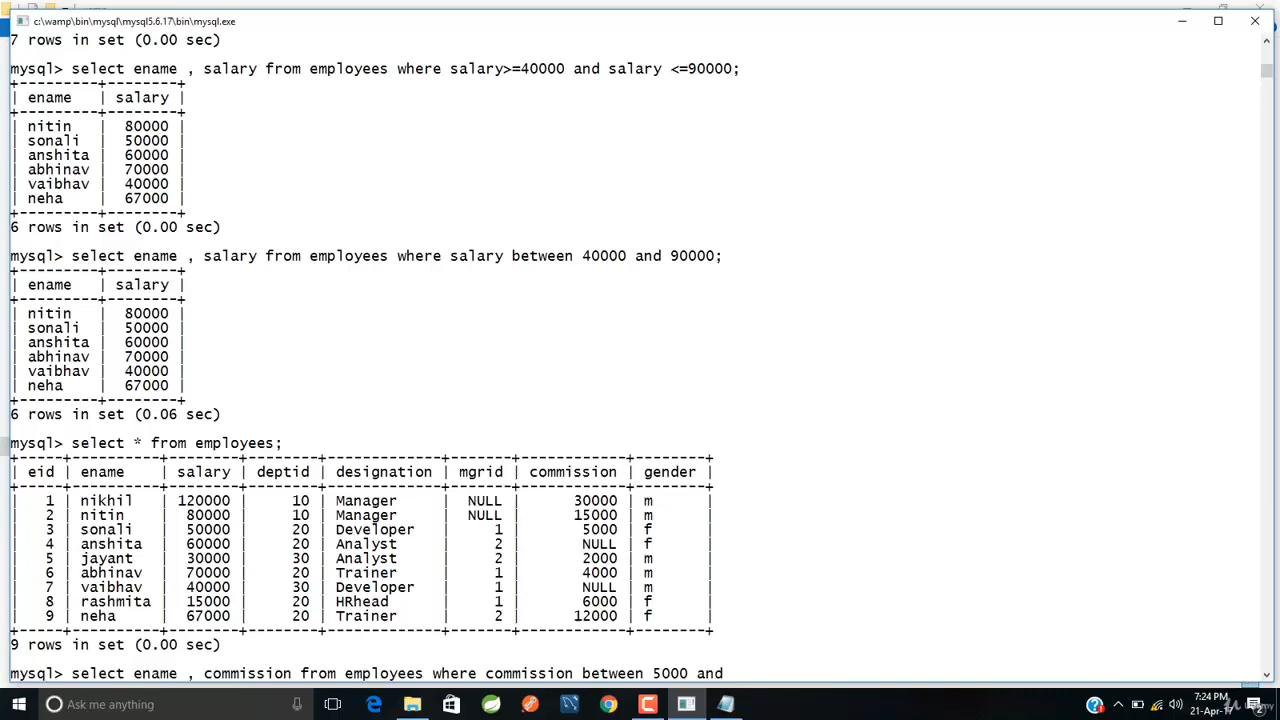 c:\wamp\bin\mysql\mysql5.6.17\bin\mysql.exe
7 rows in set (0.00 sec)
mysql> select ename , salary from employees where salary>=40000 and salary <=90000;
+---------+--------+
| ename   | salary |
+---------+--------+
| nitin   |  80000 |
| sonali  |  50000 |
| anshita |  60000 |
| abhinav |  70000 |
| vaibhav |  40000 |
| neha    |  67000 |
+---------+--------+
6 rows in set (0.00 sec)
mysql> select ename , salary from employees where salary between 40000 and 90000;
+---------+--------+
| ename   | salary |
+---------+--------+
| nitin   |  80000 |
| sonali  |  50000 |
| anshita |  60000 |
| abhinav |  70000 |
| vaibhav |  40000 |
| neha    |  67000 |
+---------+--------+
6 rows in set (0.06 sec)
mysql> select * from employees;
+-----+----------+--------+--------+-------------+-------+------------+--------+
| eid | ename    | salary | deptid | designation | mgrid | commission | gender |
+-----+----------+--------+--------+-------------+-------+------------+--------+
|   1 | nikhil   | 120000 |     10 | Manager     |  NULL |      30000 | m      |
|   2 | nitin    |  80000 |     10 | Manager     |  NULL |      15000 | m      |
|   3 | sonali   |  50000 |     20 | Developer   |     1 |       5000 | f      |
|   4 | anshita  |  60000 |     20 | Analyst     |     2 |       NULL | f      |
|   5 | jayant   |  30000 |     30 | Analyst     |     2 |       2000 | m      |
|   6 | abhinav  |  70000 |     20 | Trainer     |     1 |       4000 | m      |
|   7 | vaibhav  |  40000 |     30 | Developer   |     1 |       NULL | m      |
|   8 | rashmita |  15000 |     20 | HRhead      |     1 |       6000 | f      |
|   9 | neha     |  67000 |     20 | Trainer     |     2 |      12000 | f      |
+-----+----------+--------+--------+-------------+-------+------------+--------+
9 rows in set (0.00 sec)
mysql> select ename , commission from employees where commission between 5000 and
Ask me anything
7:24 PM
21-Apr-17